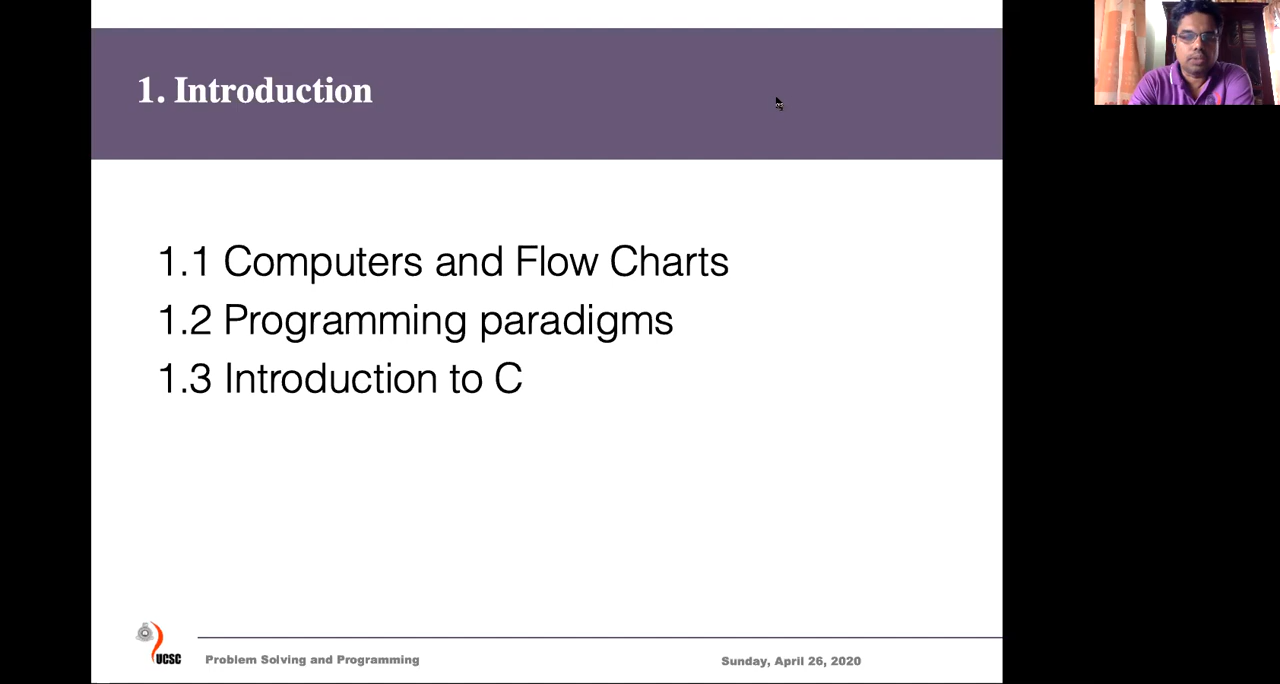 1. Introduction
1.1 Computers and Flow Charts
1.2 Programming paradigms
1.3 Introduction to C
UCSC
Problem Solving and Programming
Sunday, April 26, 2020